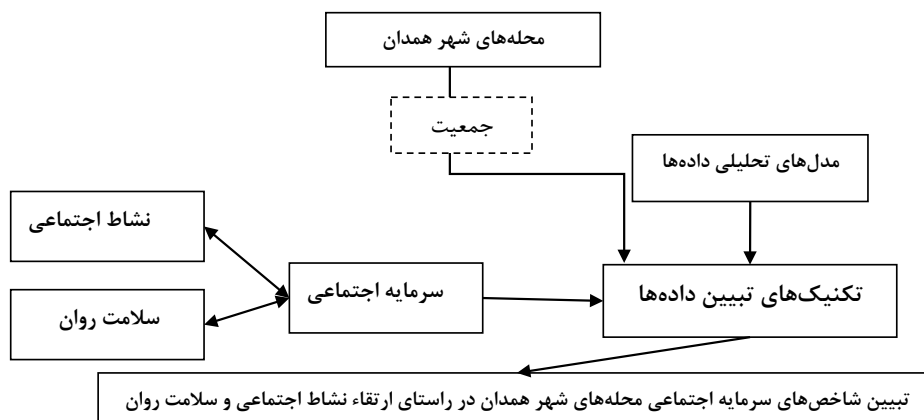 محله‌های شهر همدان
جمعیت
مدل‌های تحلیلی داده‌ها
نشاط اجتماعی
سرمایه اجتماعی
تکنیک‌های تبیین داده‌ها
سلامت روان
تبیین شاخص‌های سرمایه اجتماعی محله‌های شهر همدان در راستای ارتقاء نشاط اجتماعی و سلامت روان